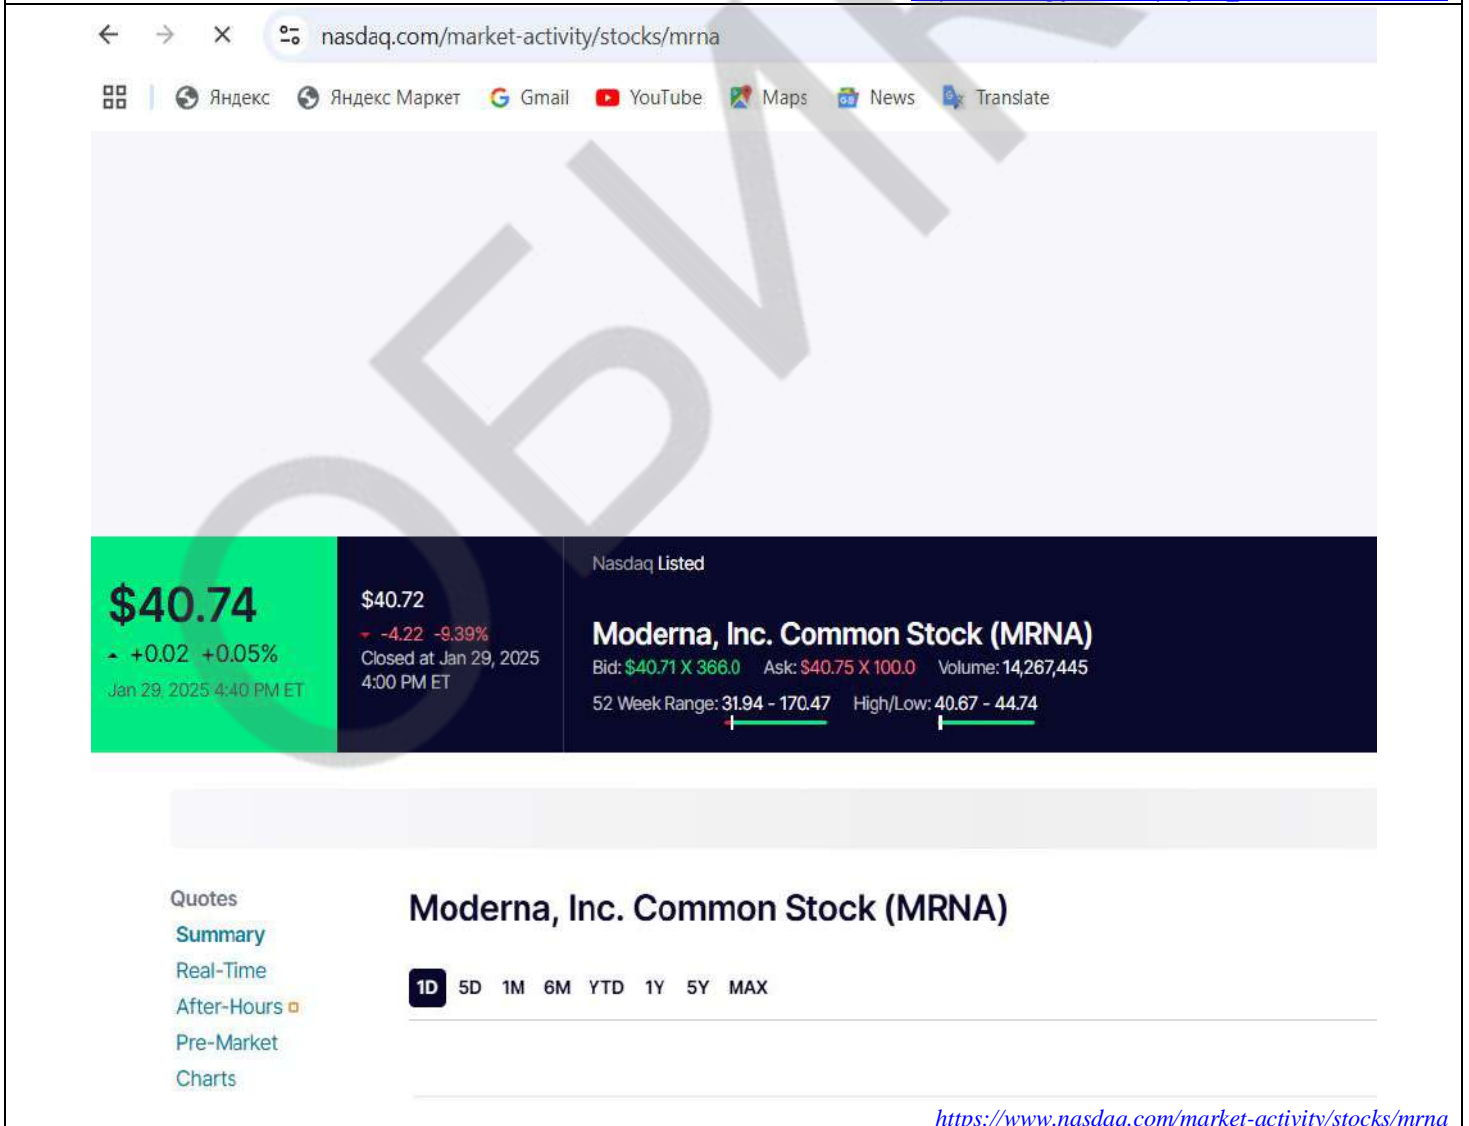 nasdaq.com/market-activity/stocks/mrna
Яндекс Яндекс Маркет Gmail YouTube Maps News Translate
ОБИК
$40.74
+0.02 +0.05%
Jan 29, 2025 4:40 PM ET
$40.72
-4.22 -9.39%
Closed at Jan 29, 2025
4:00 PM ET
Nasdaq Listed
Moderna, Inc. Common Stock (MRNA)
Bid: $40.71 X 366.0 Ask: $40.75 X 100.0 Volume: 14,267,445
52 Week Range: 31.94 - 170.47 High/Low: 40.67 - 44.74
Quotes
Summary
Real-Time
After-Hours
Pre-Market
Charts
Moderna, Inc. Common Stock (MRNA)
1D 5D 1M 6M YTD 1Y 5Y MAX
https://www.nasdaq.com/market-activity/stocks/mrna